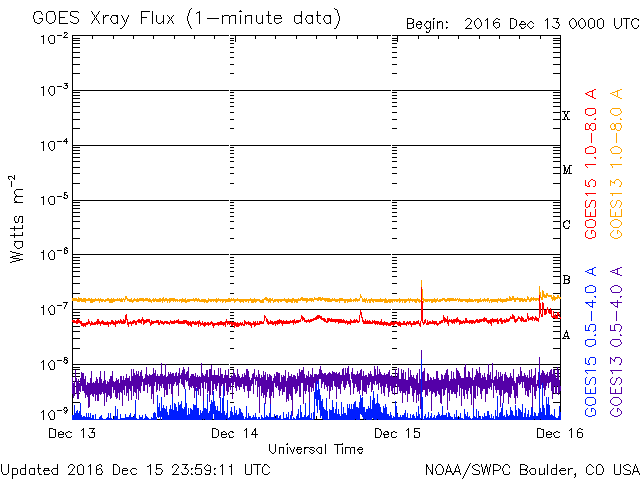 GOES Xray Flux (1-minute data)
Begin: 2016 Dec 13 0000 UTC
Watts m⁻²
10⁻²
10⁻³
10⁻⁴
10⁻⁵
10⁻⁶
10⁻⁷
10⁻⁸
10⁻⁹
X
M
C
B
A
GOES15 1.0-8.0 A
GOES13 1.0-8.0 A
GOES15 0.5-4.0 A
GOES13 0.5-4.0 A
Dec 13 Dec 14 Dec 15 Dec 16
Universal Time
Updated 2016 Dec 15 23:59:11 UTC
NOAA/SWPC Boulder, CO USA